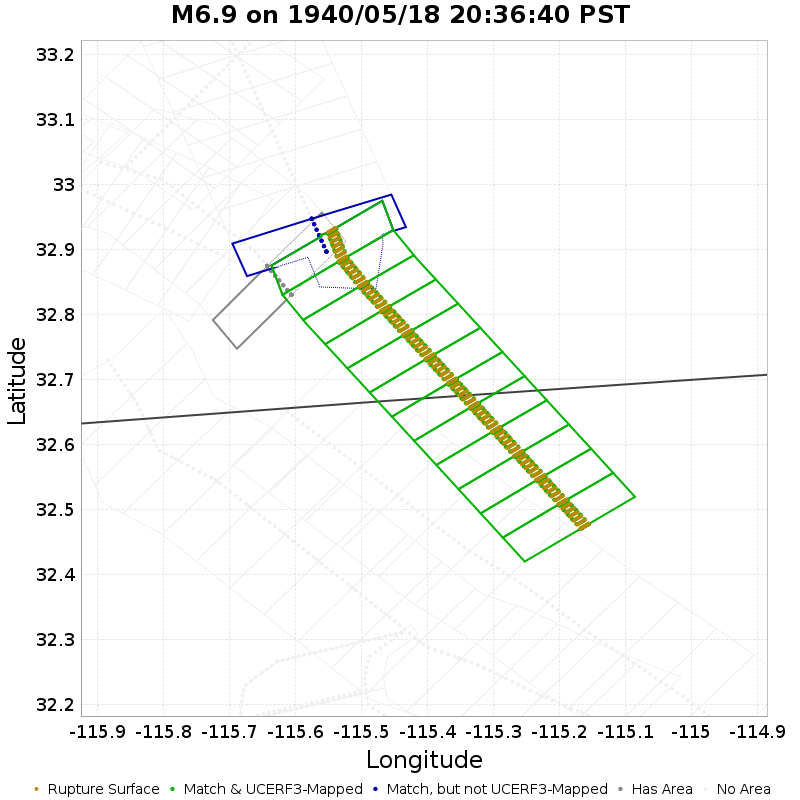 M6.9 on 1940/05/18 20:36:40 PST
33.2
33.1
33
32.9
32.8
32.7
32.6
32.5
32.4
32.3
32.2
Latitude
-115.9 -115.8 -115.7 -115.6 -115.5 -115.4 -115.3 -115.2 -115.1 -115 -114.9
Longitude
Rupture Surface Match & UCERF3-Mapped Match, but not UCERF3-Mapped Has Area No Area